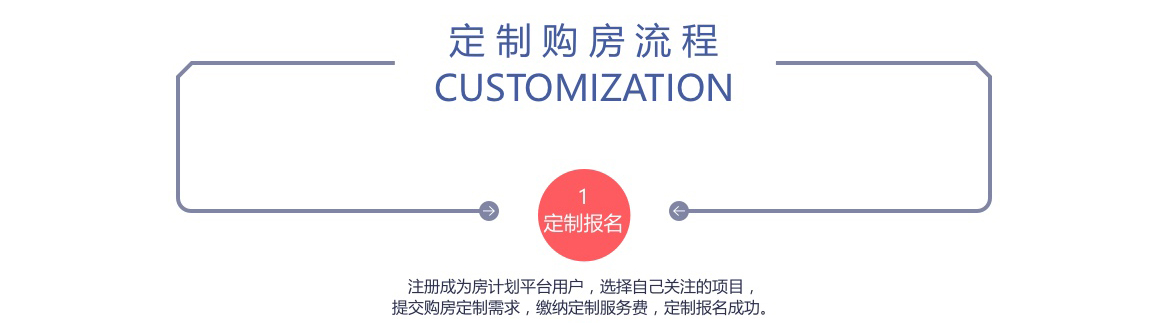 定制购房流程
CUSTOMIZATION
1
定制报名
注册成为房计划平台用户，选择自己关注的项目，
提交购房定制需求，缴纳定制服务费，定制报名成功。